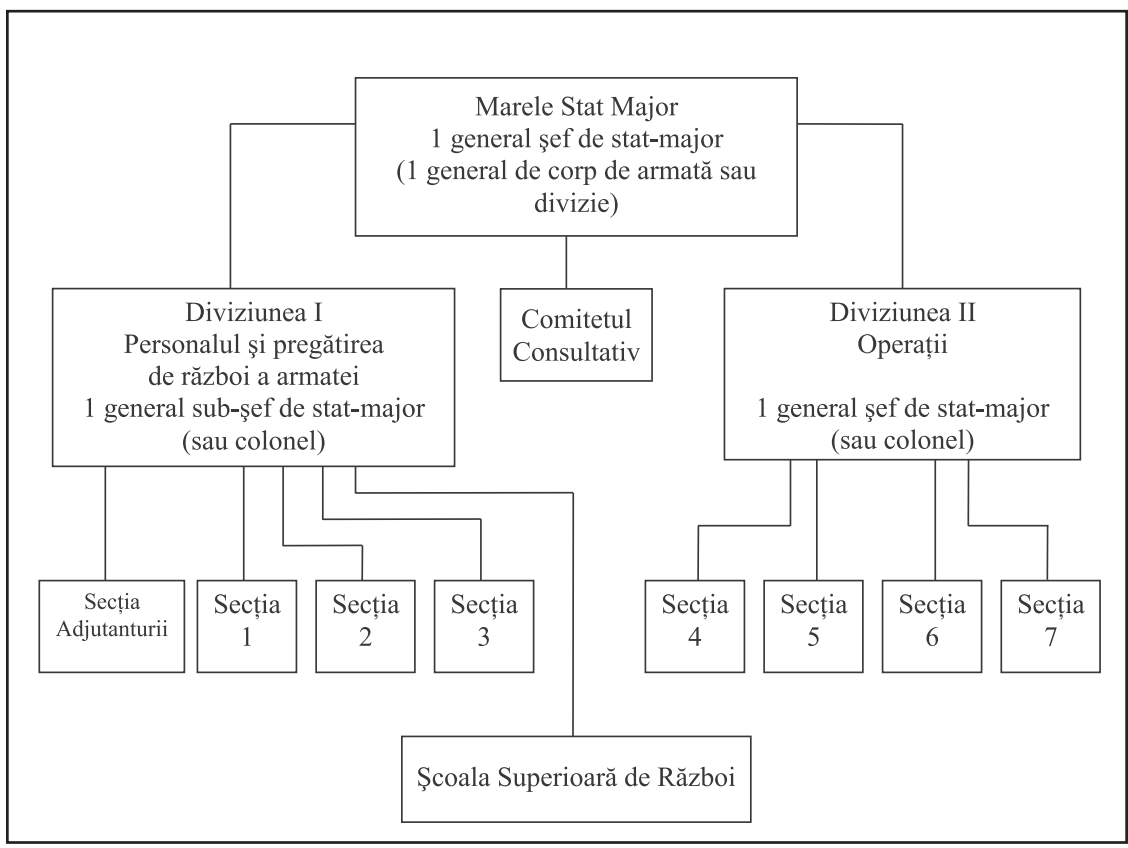 Marele Stat Major
1 general şef de stat-major
(1 general de corp de armată sau
divizie)
Diviziunea I
Personalul şi pregătirea
de război a armatei
1 general sub-şef de stat-major
(sau colonel)
Comitetul
Consultativ
Diviziunea II
Operații
1 general şef de stat-major
(sau colonel)
Secția
Adjutanturii
Secția
1
Secția
2
Secția
3
Secția
4
Secția
5
Secția
6
Secția
7
Şcoala Superioară de Război